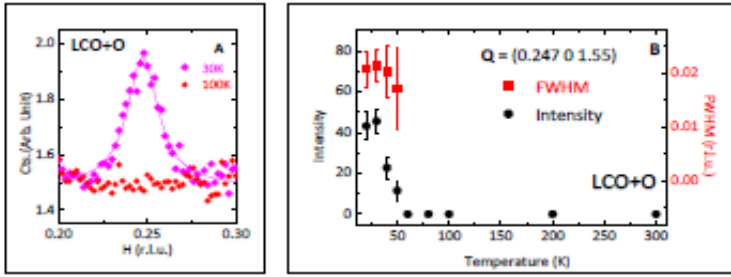 LCO+O
A
30K
100K
Cts.(Arb. Unit)
2.0
1.8
1.6
1.4
0.20
0.25
0.30
H (r.l.u.)
Q = (0.247 0 1.55)
B
FWHM
Intensity
LCO+O
Intensity
80
60
40
20
0
0.02
0.01
0.00
FWHM (r.l.u.)
50
100
150
200
250
300
Temperature (K)